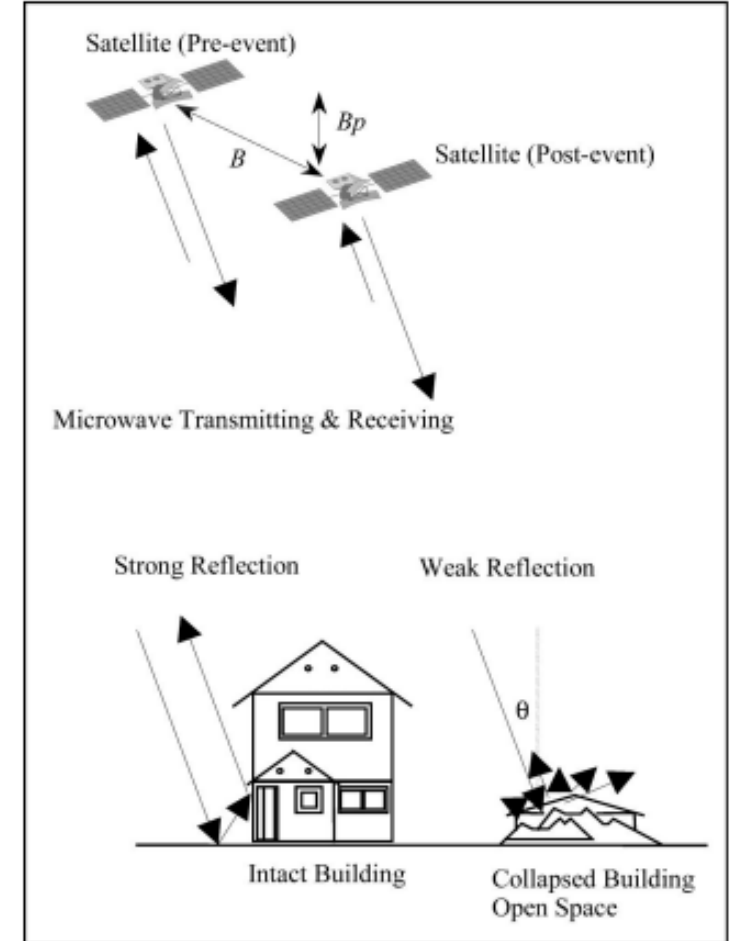 Satellite (Pre-event)
Bp
B
Satellite (Post-event)
Microwave Transmitting & Receiving
Strong Reflection
Weak Reflection
θ
Intact Building
Collapsed Building
Open Space